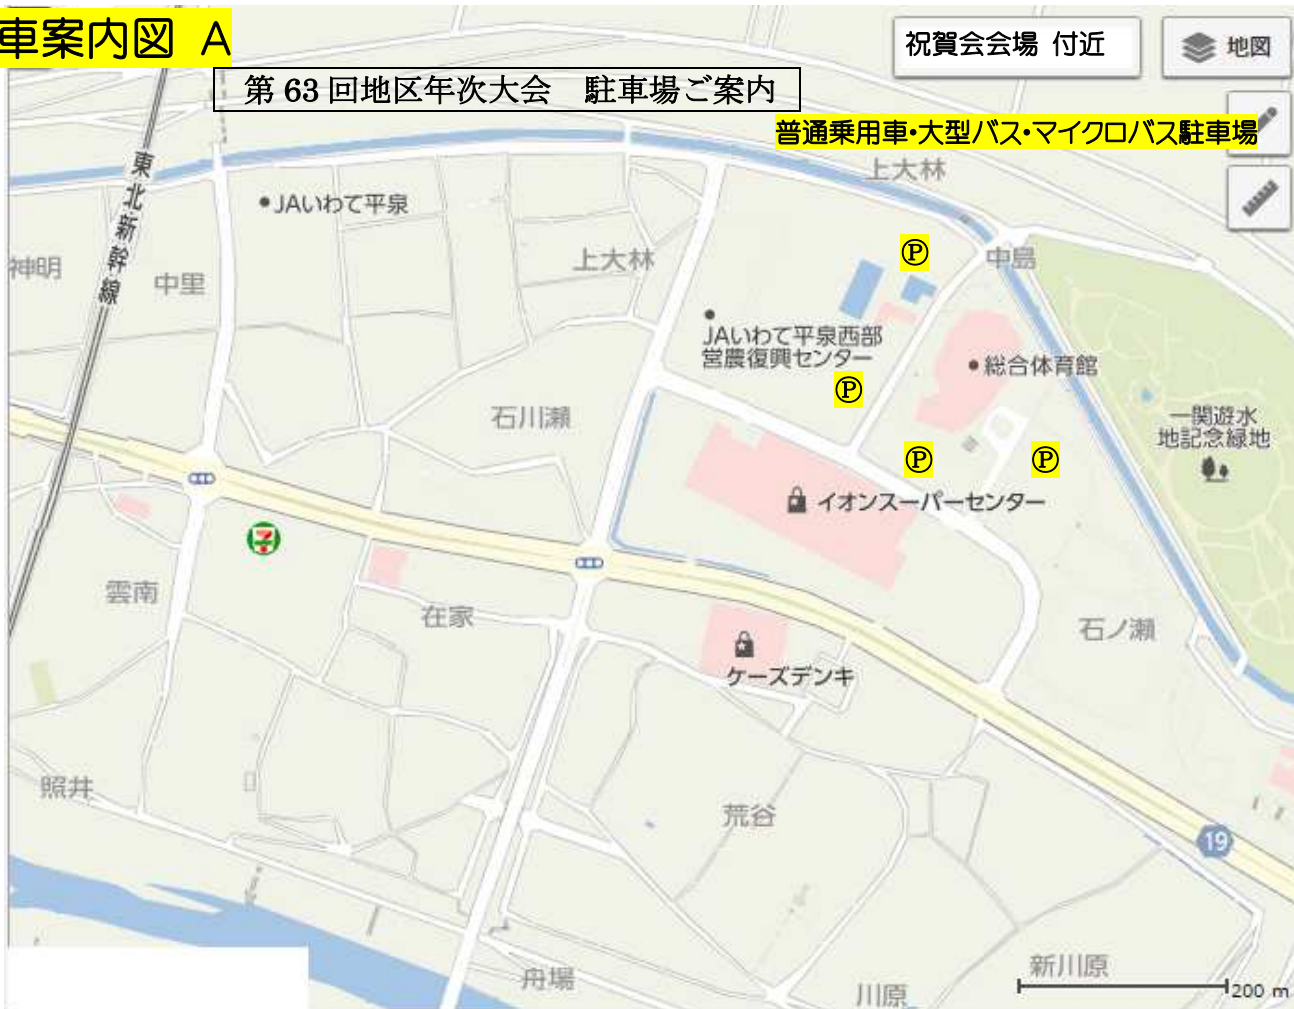 車案内図 A
祝賀会会場 付近
地図
第 63 回地区年次大会 駐車場ご案内
普通乗用車・大型バス・マイクロバス駐車場
東北新幹線
JAいわて平泉
上大林
神明
中里
上大林
Ⓟ
中島
JAいわて平泉西部
営農復興センター
総合体育館
Ⓟ
石川瀬
一関遊水
地記念緑地
Ⓟ
Ⓟ
イオンスーパーセンター
7
雲南
在家
石ノ瀬
ケーズデンキ
照井
荒谷
19
舟場
川原
新川原
200 m